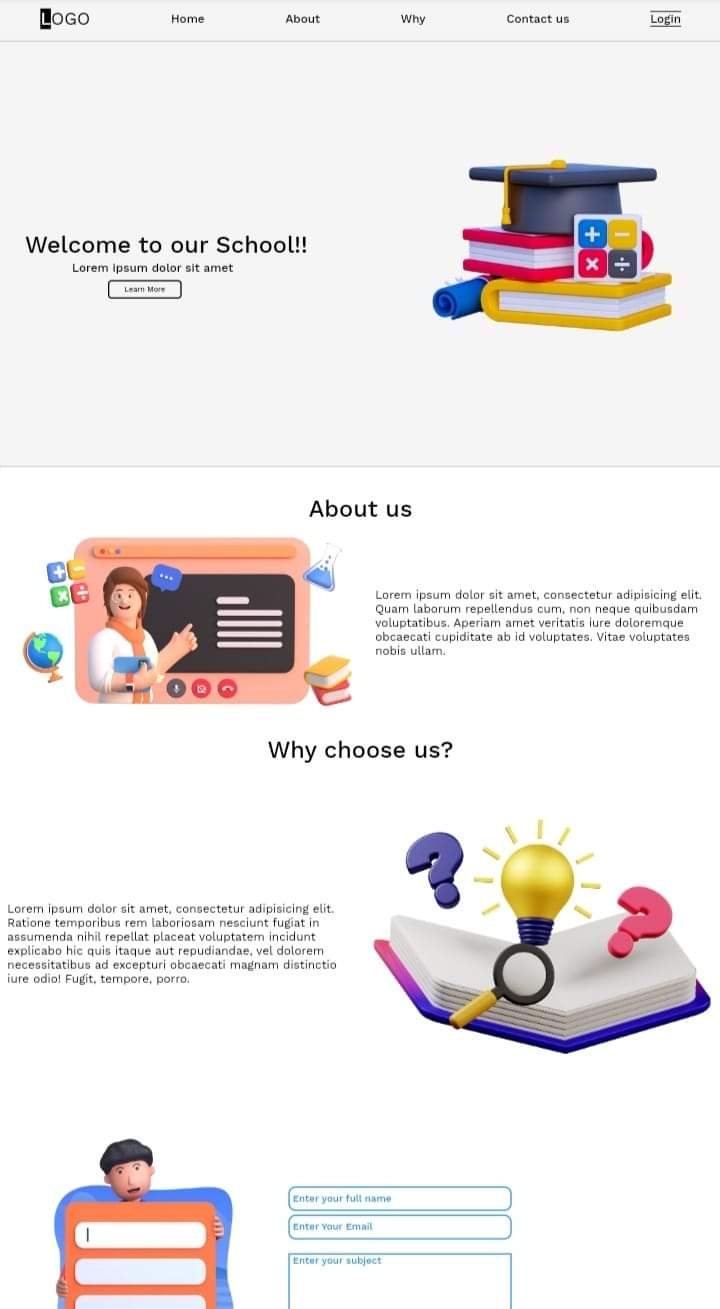 LOGO
Home
About
Why
Contact us
Login
Welcome to our School!!
Lorem ipsum dolor sit amet
Learn More
About us
Lorem ipsum dolor sit amet, consectetur adipisicing elit.
Quam laborum repellendus cum, non neque quibusdam
voluptatibus. Aperiam amet veritatis iure doloremque
obcaecati cupiditate ab id voluptates. Vitae voluptates
nobis ullam.
Why choose us?
Lorem ipsum dolor sit amet, consectetur adipisicing elit.
Ratione temporibus rem laboriosam nesciunt fugiat in
assumenda nihil repellat placeat voluptatem incidunt
explicabo hic quis itaque aut repudiandae, vel dolorem
necessitatibus ad excepturi obcaecati magnam distinctio
iure odio! Fugit, tempore, porro.
Enter your full name
Enter Your Email
Enter your subject